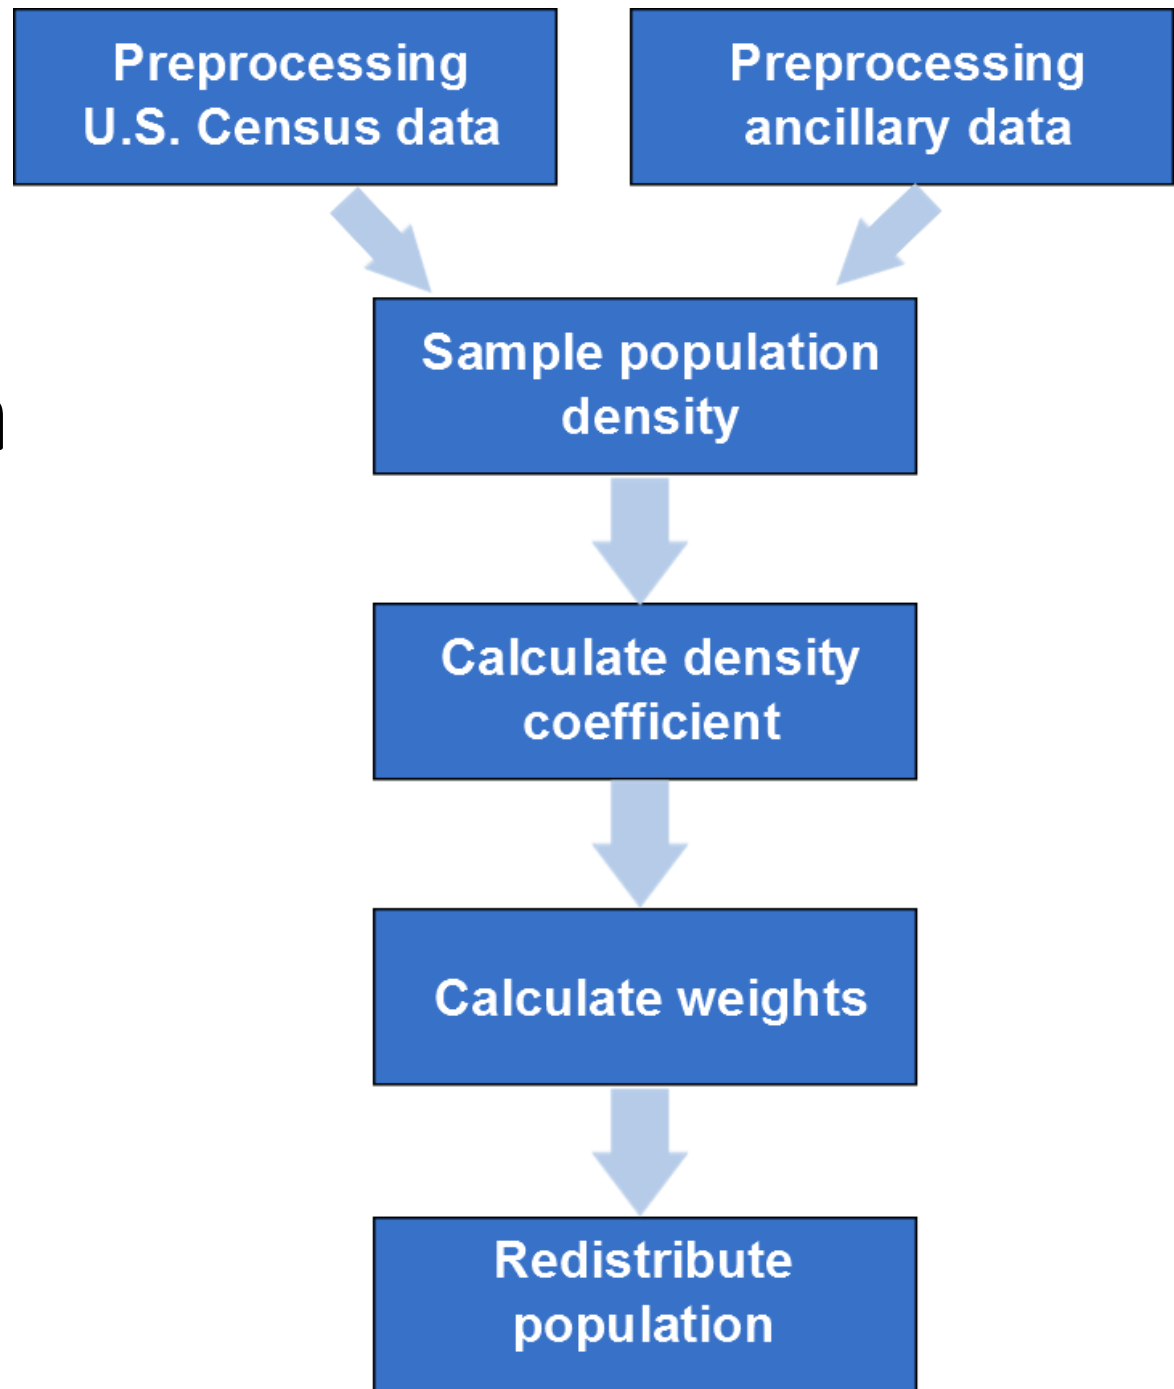 Preprocessing
U.S. Census data
Preprocessing
ancillary data
Sample population
density
Calculate density
coefficient
Calculate weights
Redistribute
population